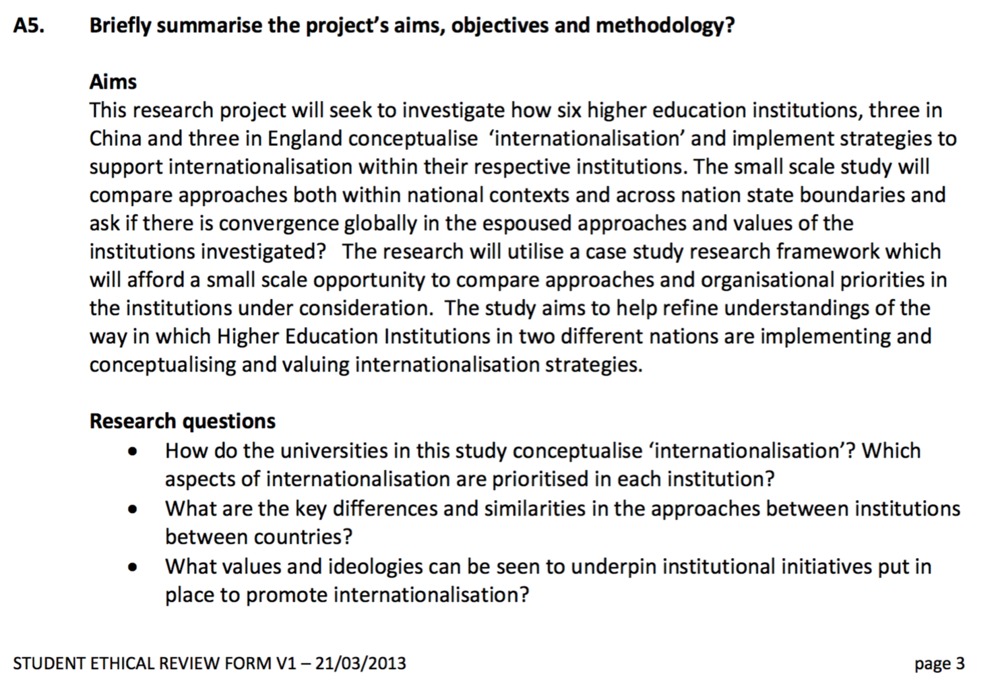 A5. Briefly summarise the project’s aims, objectives and methodology?
Aims
This research project will seek to investigate how six higher education institutions, three in
China and three in England conceptualise ‘internationalisation’ and implement strategies to
support internationalisation within their respective institutions. The small scale study will
compare approaches both within national contexts and across nation state boundaries and
ask if there is convergence globally in the espoused approaches and values of the
institutions investigated? The research will utilise a case study research framework which
will afford a small scale opportunity to compare approaches and organisational priorities in
the institutions under consideration. The study aims to help refine understandings of the
way in which Higher Education Institutions in two different nations are implementing and
conceptualising and valuing internationalisation strategies.
Research questions
• How do the universities in this study conceptualise ‘internationalisation’? Which
aspects of internationalisation are prioritised in each institution?
• What are the key differences and similarities in the approaches between institutions
between countries?
• What values and ideologies can be seen to underpin institutional initiatives put in
place to promote internationalisation?
STUDENT ETHICAL REVIEW FORM V1 – 21/03/2013 page 3